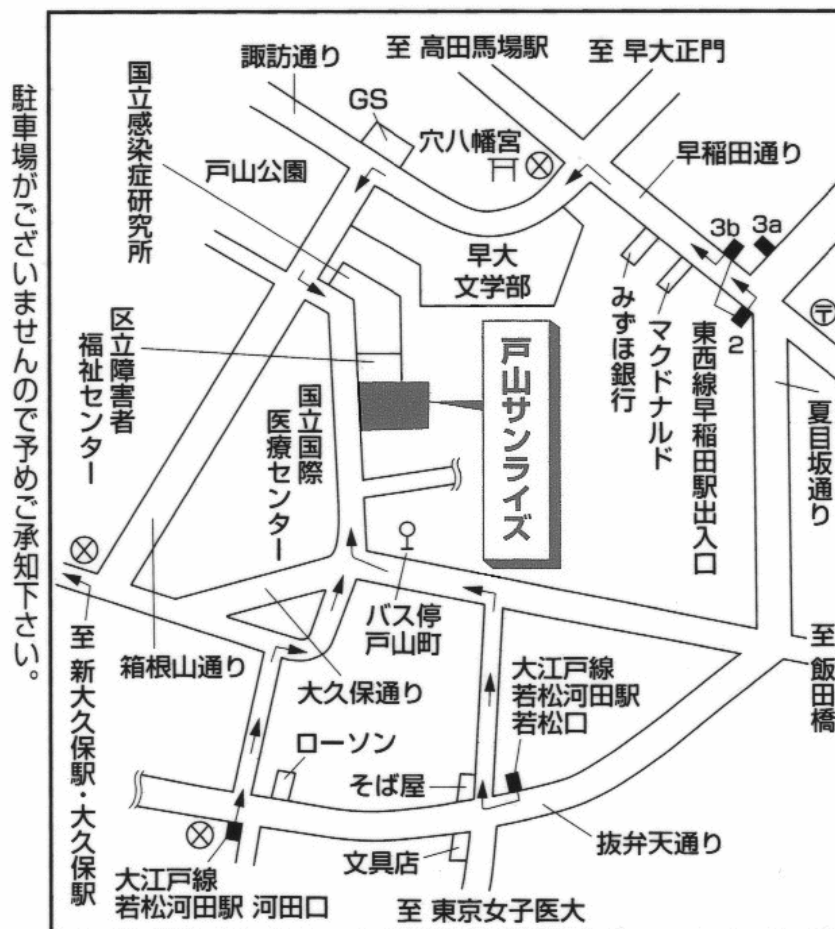 駐車場がございませんので予めご承知下さい。
至 高田馬場駅
至 早大正門
諏訪通り
GS
国立感染症研究所
戸山公園
穴八幡宮
早稲田通り
3b
3a
早大
文学部
みずほ銀行
マクドナルド
東西線早稲田駅出入口
2
〒
夏目坂通り
区立障害者
福祉センター
国立国際
医療センター
戸山サンライズ
バス停
戸山町
至 飯田橋
至 新大久保駅・大久保駅
箱根山通り
大久保通り
大江戸線
若松河田駅
若松口
ローソン
そば屋
抜弁天通り
文具店
大江戸線
若松河田駅 河田口
至 東京女子医大